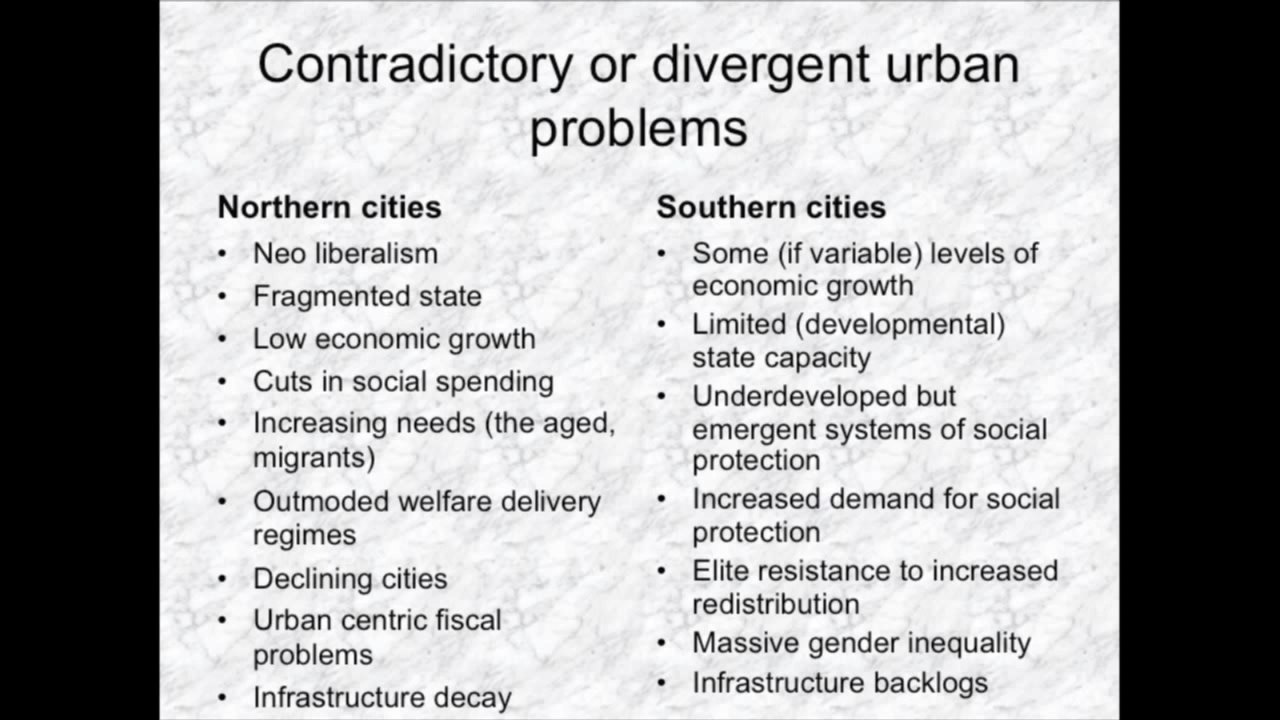 Contradictory or divergent urban
problems
Northern cities
• Neo liberalism
• Fragmented state
• Low economic growth
• Cuts in social spending
• Increasing needs (the aged,
migrants)
• Outmoded welfare delivery
regimes
• Declining cities
• Urban centric fiscal
problems
• Infrastructure decay
Southern cities
• Some (if variable) levels of
economic growth
• Limited (developmental)
state capacity
• Underdeveloped but
emergent systems of social
protection
• Increased demand for social
protection
• Elite resistance to increased
redistribution
• Massive gender inequality
• Infrastructure backlogs